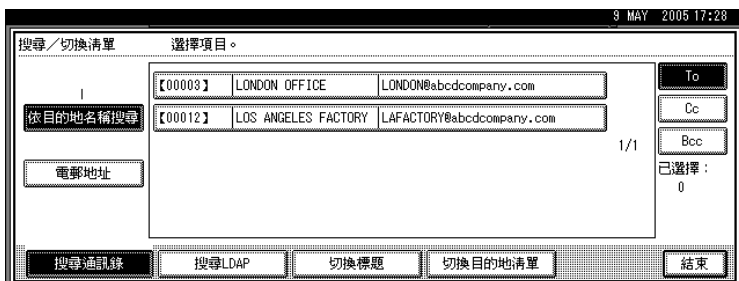 9 MAY 2005 17:28
搜尋／切換清單 選擇項目。
依目的地名稱搜尋
電郵地址
【00003】 LONDON OFFICE LONDON@abcdcompany.com
【00012】 LOS ANGELES FACTORY LAFACTORY@abcdcompany.com
1/1
To
Cc
Bcc
已選擇：
0
搜尋通訊錄 搜尋LDAP 切換標題 切換目的地清單 結束